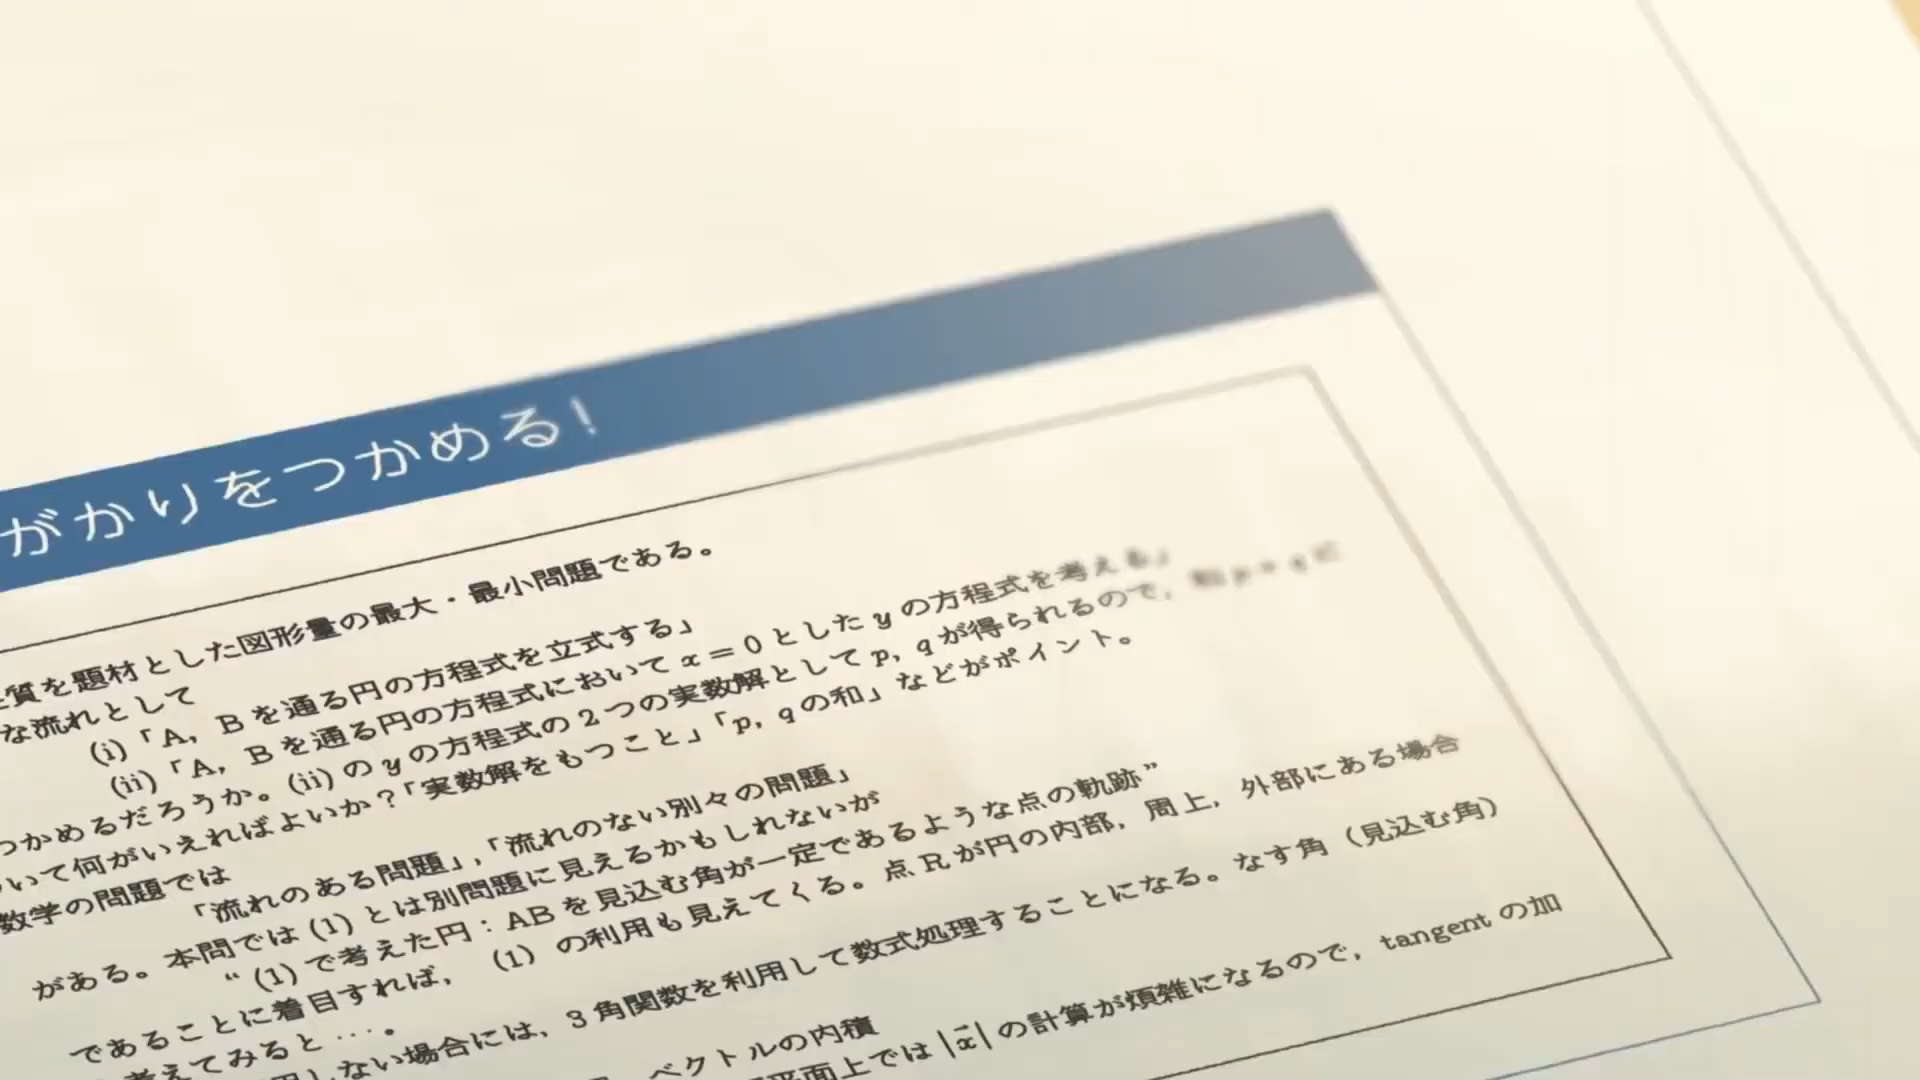 がかりをつかめる!
質を題材とした図形量の最大・最小問題である。
な流れとして
(i)「A, B を通る円の方程式を立式する」
(ii)「A, B を通る円の方程式において x = 0 とした y の方程式を考える」
つかめるだろうか。(ii) の y の方程式の 2 つの実数解として p, q が得られるので,
いて何がいえればよいか?「実数解をもつこと」「p, q の和」などがポイント。
数学の問題では
「流れのある問題」,「流れのない別々の問題」
がある。本問では (1) とは別問題に見えるかもしれないが
“ (1) で考えた円 : AB を見込む角が一定であるような点の軌跡”
であることに着目すれば, (1) の利用も見えてくる。点 R が円の内部, 周上, 外部にある場合
考えてみると…。
しない場合には, 3 角関数を利用して数式処理することになる。なす角(見込む角)
ベクトルの内積
平面上では |x⃗| の計算が煩雑になるので, tangent の加